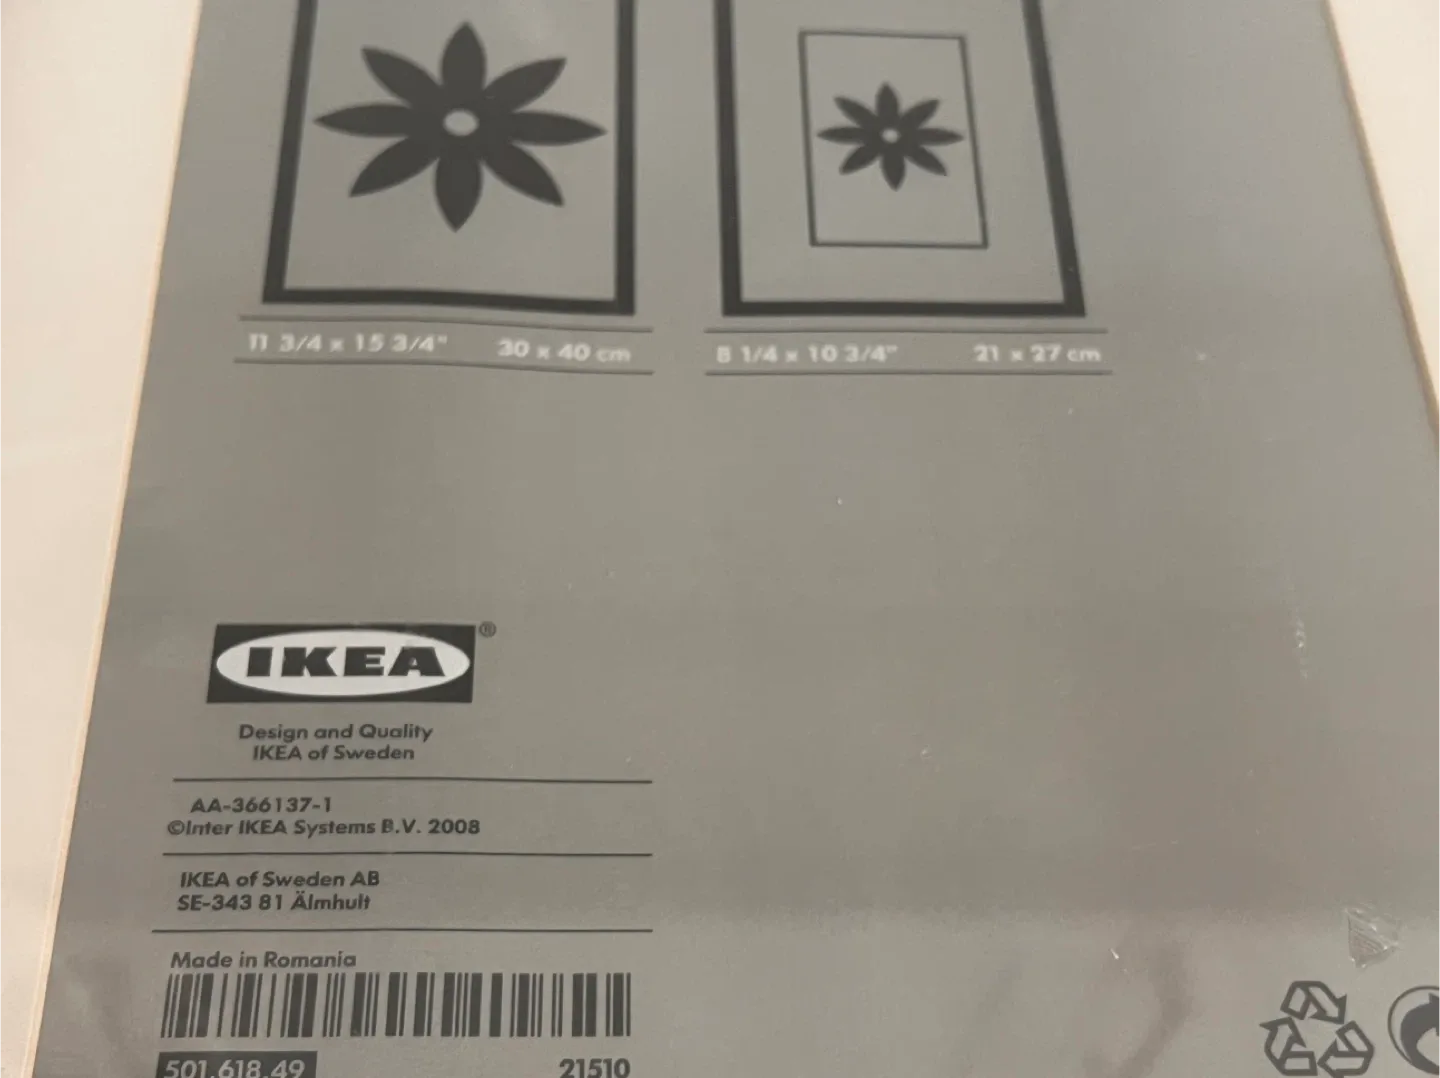 11 3/4 x 15 3/4" 30 x 40 cm
8 1/4 x 10 3/4" 21 x 27 cm
IKEA®
Design and Quality
IKEA of Sweden
AA-366137-1
©Inter IKEA Systems B.V. 2008
IKEA of Sweden AB
SE-343 81 Älmhult
Made in Romania
501.618.49 21510